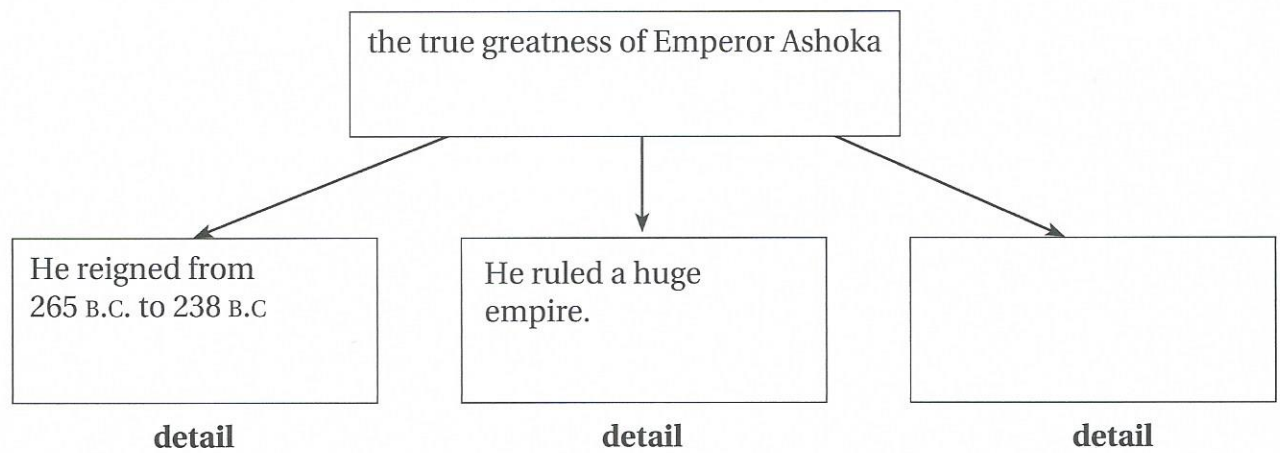 the true greatness of Emperor Ashoka
He reigned from
265 B.C. to 238 B.C
He ruled a huge
empire.
detail
detail
detail